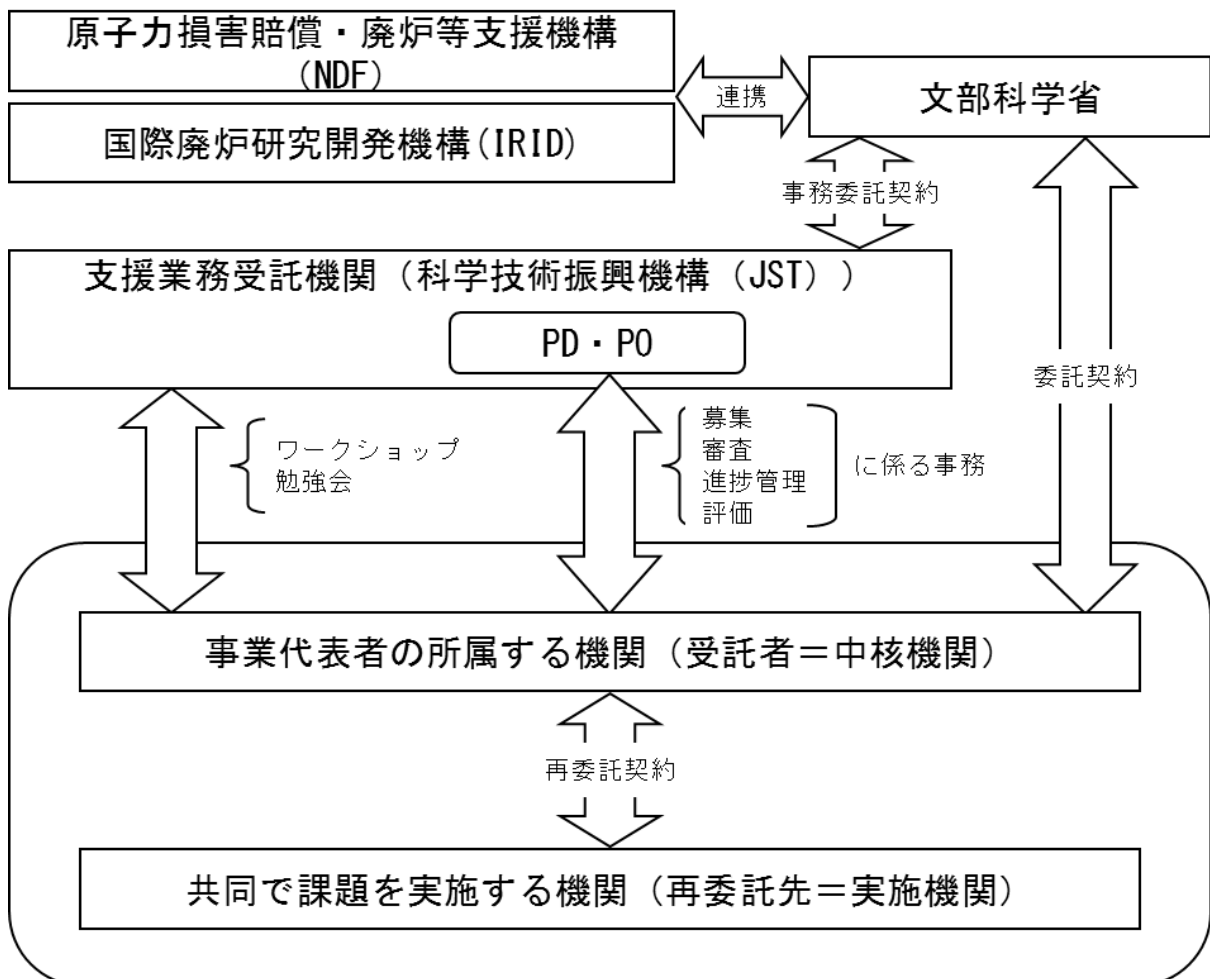 原子力損害賠償・廃炉等支援機構
(NDF)
連携
文部科学省
国際廃炉研究開発機構(IRID)
事務委託契約
支援業務受託機関（科学技術振興機構（JST））
PD・PO
委託契約
ワークショップ
勉強会
募集
審査
進捗管理
評価
に係る事務
事業代表者の所属する機関（受託者＝中核機関）
再委託契約
共同で課題を実施する機関（再委託先＝実施機関）